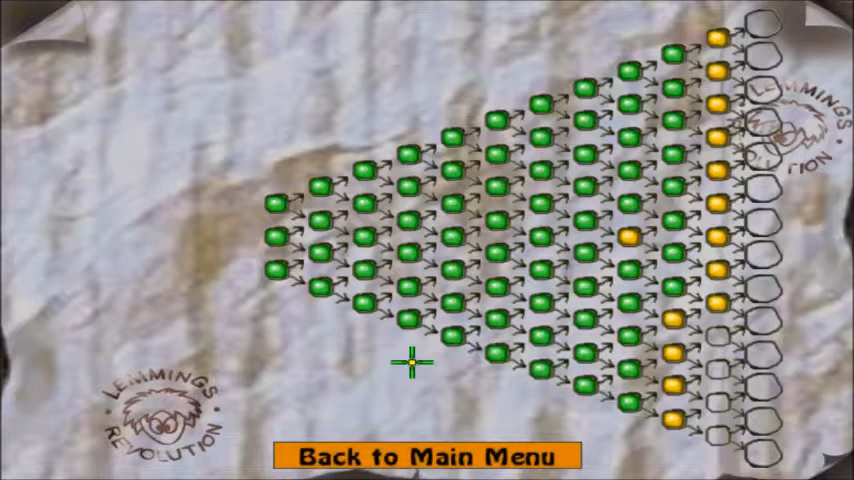 LEMMINGS
REVOLUTION
LEMMINGS
REVOLUTION
Back to Main Menu